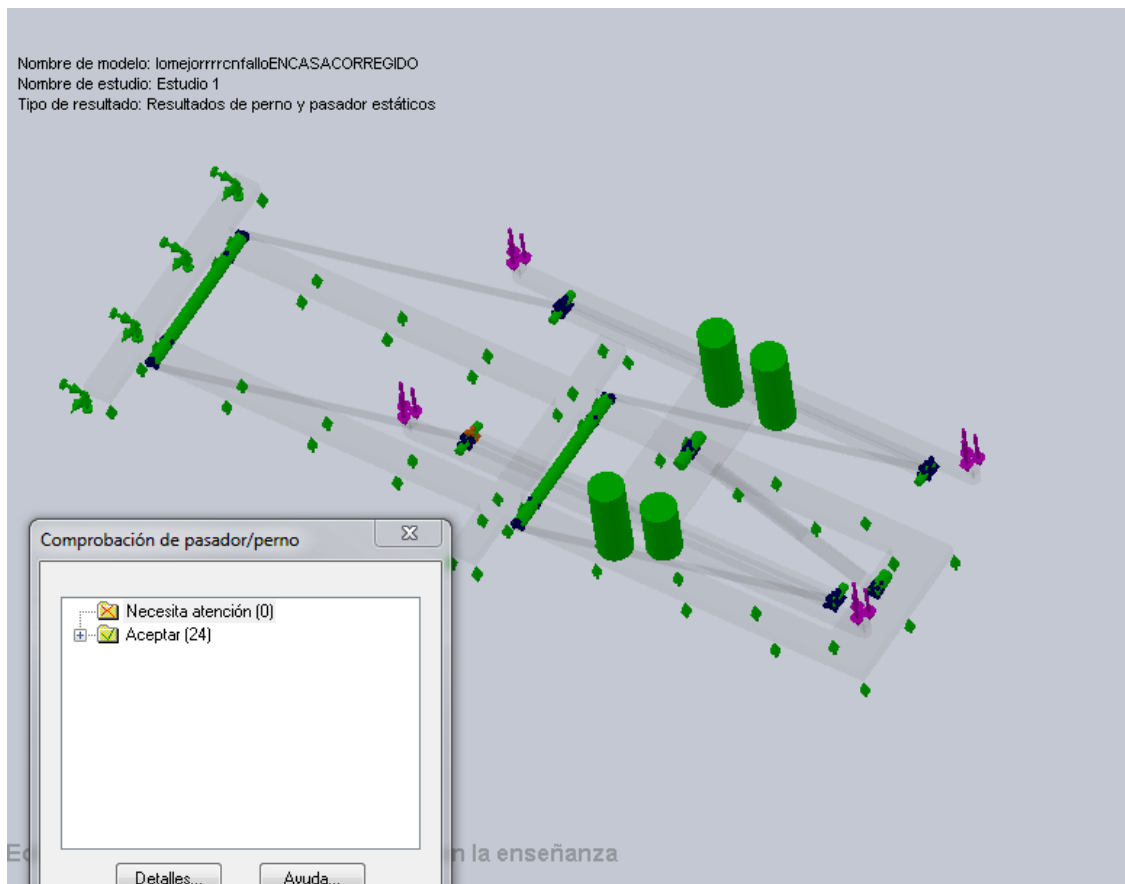 Nombre de modelo: lomejorrrrcnfalloENCASACORREGIDO
Nombre de estudio: Estudio 1
Tipo de resultado: Resultados de perno y pasador estáticos
Comprobación de pasador/perno
Necesita atención (0)
Aceptar (24)
n la enseñanza
Detalles... Ayuda...